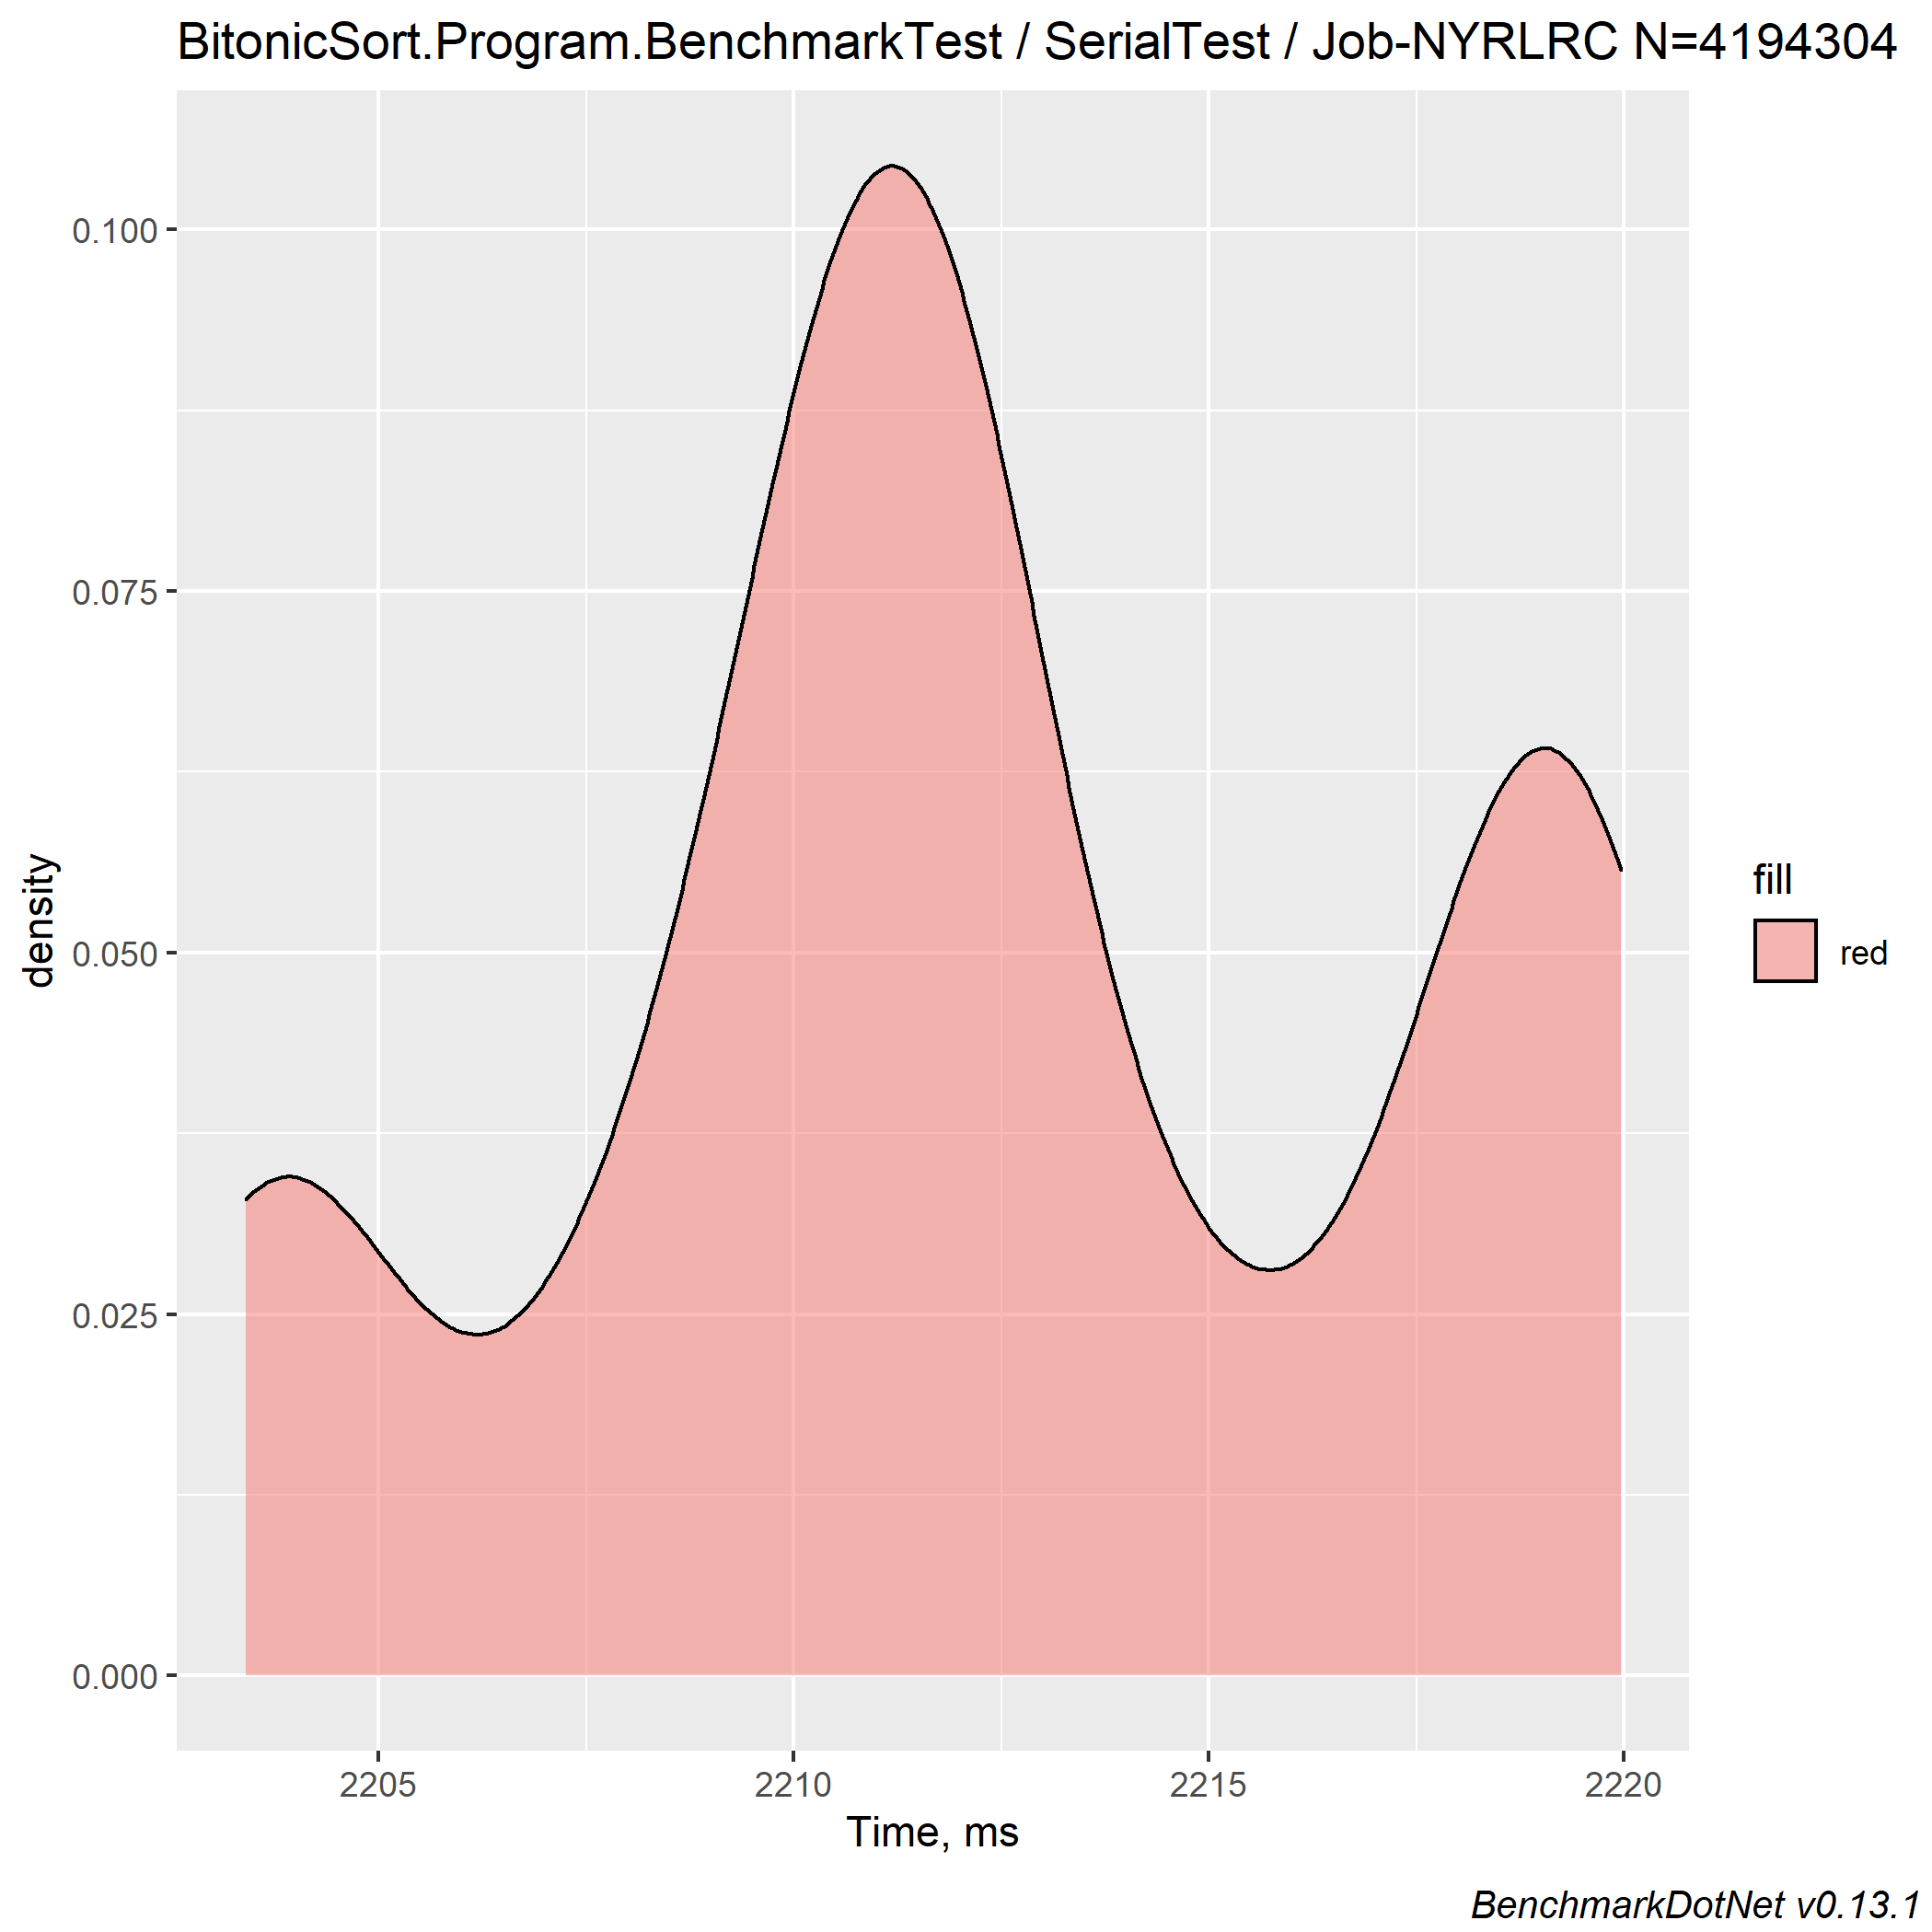 BitonicSort.Program.BenchmarkTest / SerialTest / Job-NYRLRC N=4194304
0.100
0.075
0.050
0.025
0.000
density
2205 2210 2215 2220
Time, ms
fill
red
BenchmarkDotNet v0.13.1